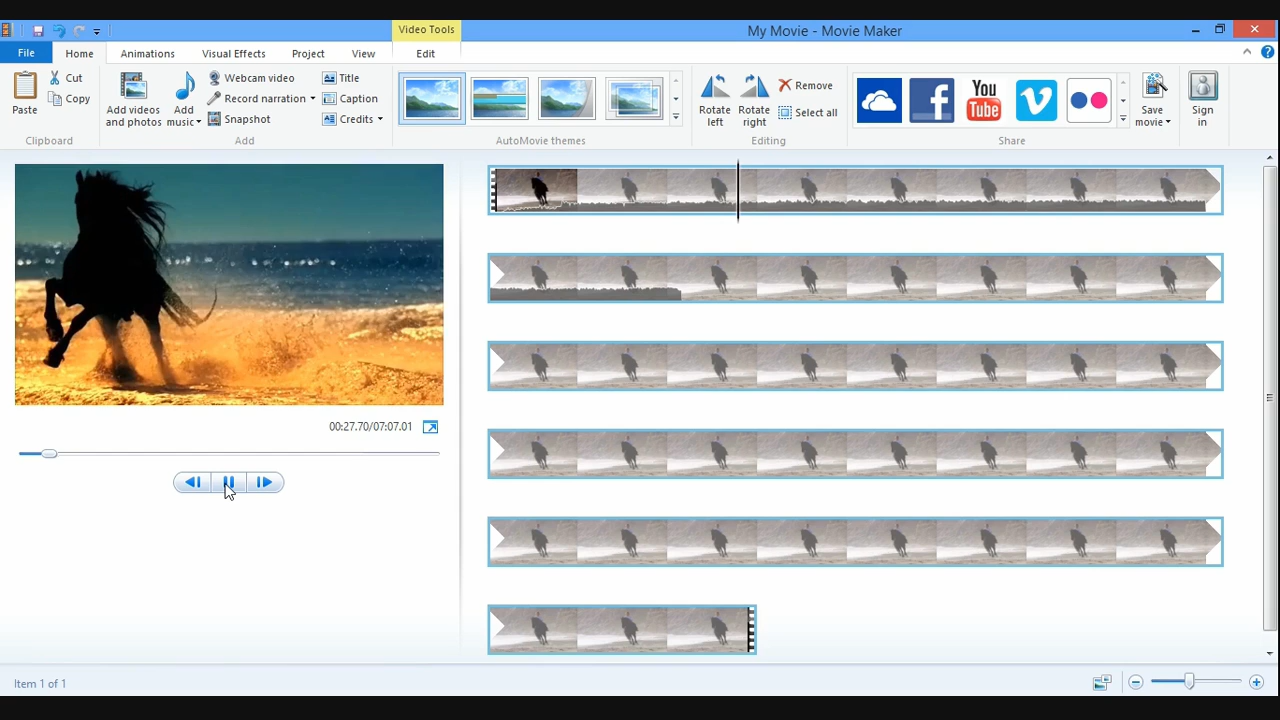 Video Tools
My Movie - Movie Maker
File
Home
Animations
Visual Effects
Project
View
Edit
Paste
Cut
Copy
Clipboard
Add videos
and photos
Add
music
Webcam video
Record narration
Snapshot
Title
Caption
Credits
Add
AutoMovie themes
Rotate
left
Rotate
right
Remove
Select all
Editing
You
Tube
Share
Save
movie
Sign
in
00:27.70/07:07.01
Item 1 of 1